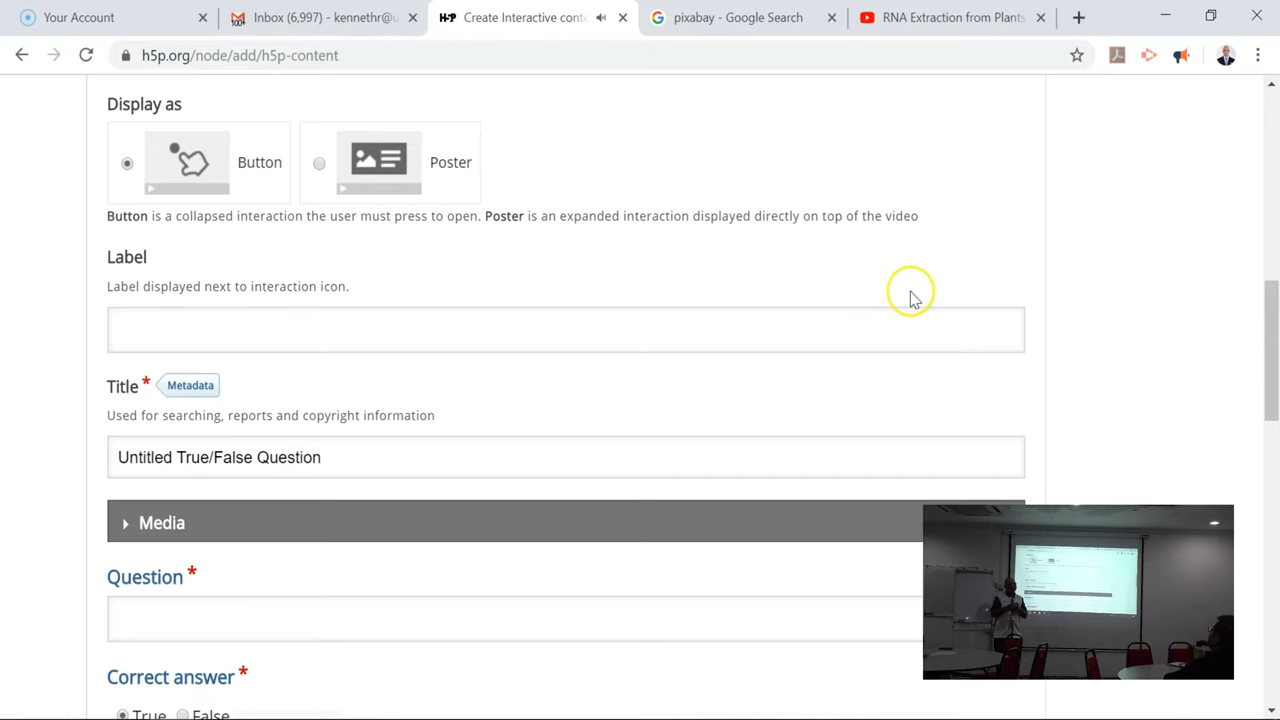 Your Account
Inbox (6,997) - kennethr@u
H5P Create Interactive cont
pixabay - Google Search
RNA Extraction from Plants
h5p.org/node/add/h5p-content
Display as
Button
Poster
Button is a collapsed interaction the user must press to open. Poster is an expanded interaction displayed directly on top of the video
Label
Label displayed next to interaction icon.
Title * Metadata
Used for searching, reports and copyright information
Untitled True/False Question
Media
Question *
Correct answer *
True False